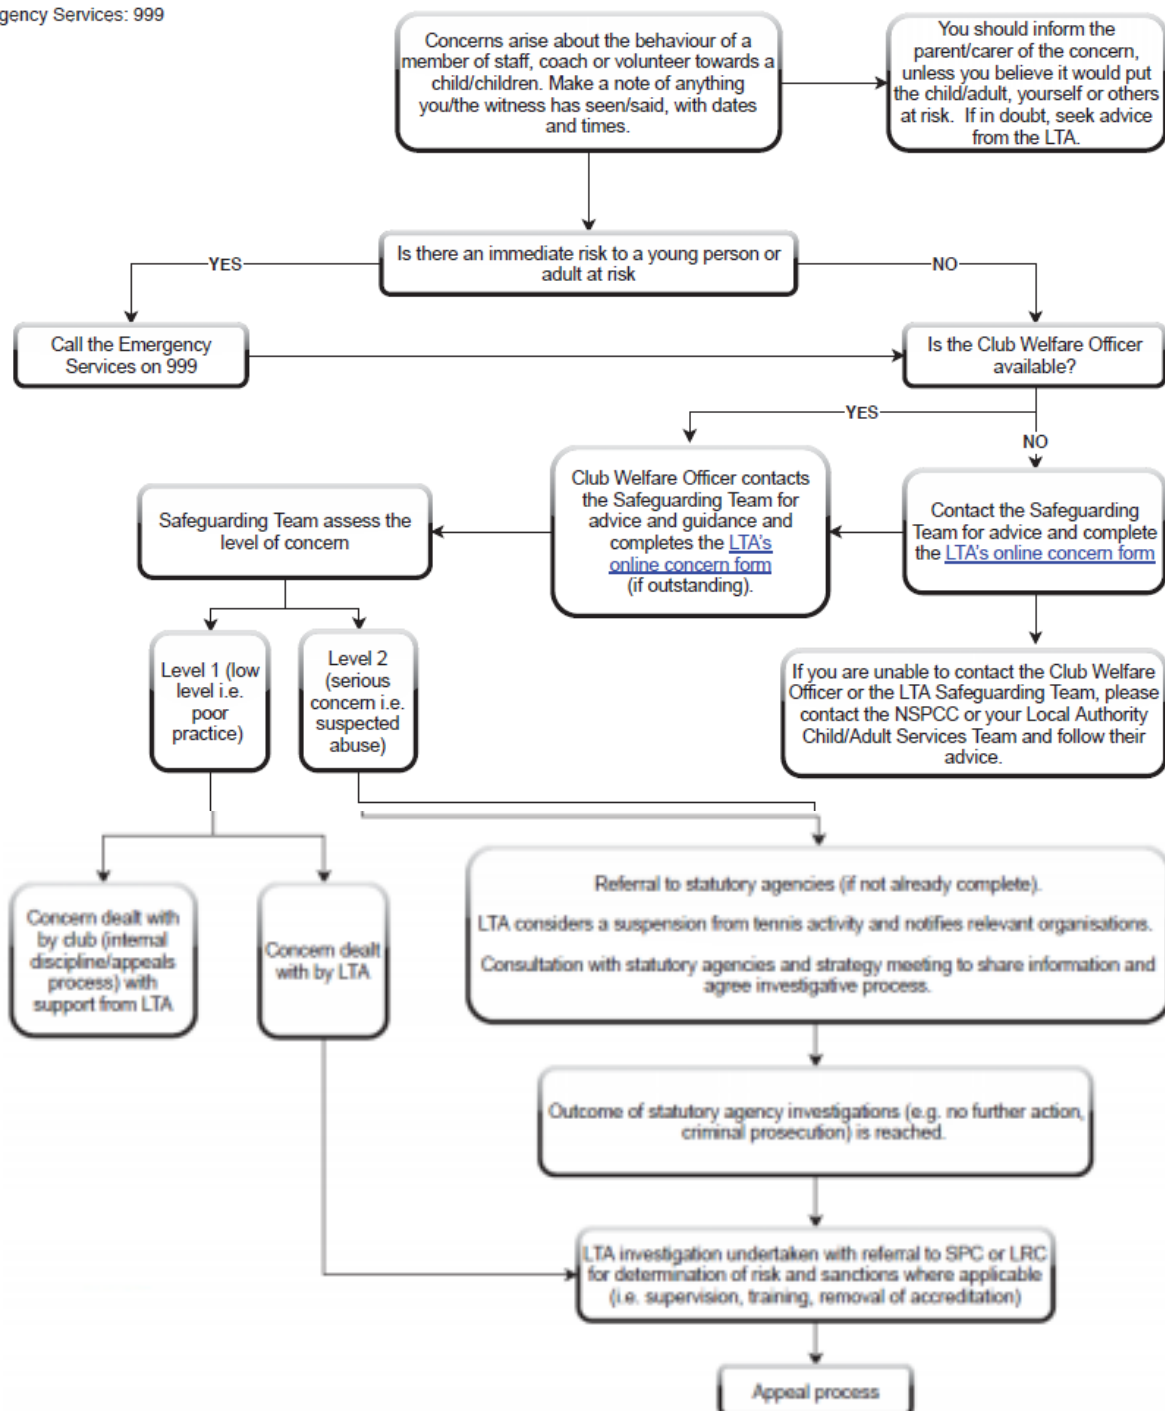 gency Services: 999
Concerns arise about the behaviour of a
member of staff, coach or volunteer towards a
child/children. Make a note of anything
you/the witness has seen/said, with dates
and times.
You should inform the
parent/carer of the concern,
unless you believe it would put
the child/adult, yourself or others
at risk. If in doubt, seek advice
from the LTA.
Is there an immediate risk to a young person or
adult at risk
YES
NO
Call the Emergency
Services on 999
Is the Club Welfare Officer
available?
YES
NO
Club Welfare Officer contacts
the Safeguarding Team for
advice and guidance and
completes the LTA's
online concern form
(if outstanding).
Contact the Safeguarding
Team for advice and complete
the LTA's online concern form
Safeguarding Team assess the
level of concern
Level 1 (low
level i.e.
poor
practice)
Level 2
(serious
concern i.e.
suspected
abuse)
If you are unable to contact the Club Welfare
Officer or the LTA Safeguarding Team, please
contact the NSPCC or your Local Authority
Child/Adult Services Team and follow their
advice.
Concern dealt with
by club (internal
discipline/appeals
process) with
support from LTA
Concern dealt
with by LTA
Referral to statutory agencies (if not already complete).
LTA considers a suspension from tennis activity and notifies relevant organisations.
Consultation with statutory agencies and strategy meeting to share information and
agree investigative process.
Outcome of statutory agency investigations (e.g. no further action,
criminal prosecution) is reached.
LTA investigation undertaken with referral to SPC or LRC
for determination of risk and sanctions where applicable
(i.e. supervision, training, removal of accreditation)
Appeal process